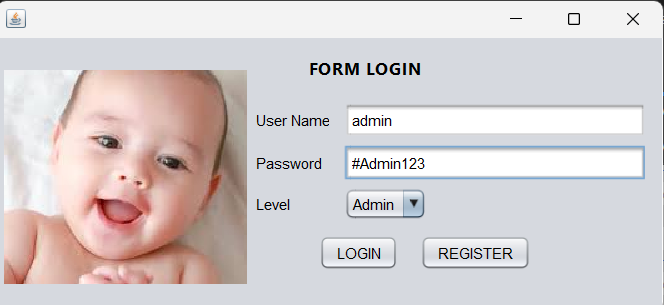 FORM LOGIN
User Name admin
Password #Admin123
Level Admin
LOGIN REGISTER